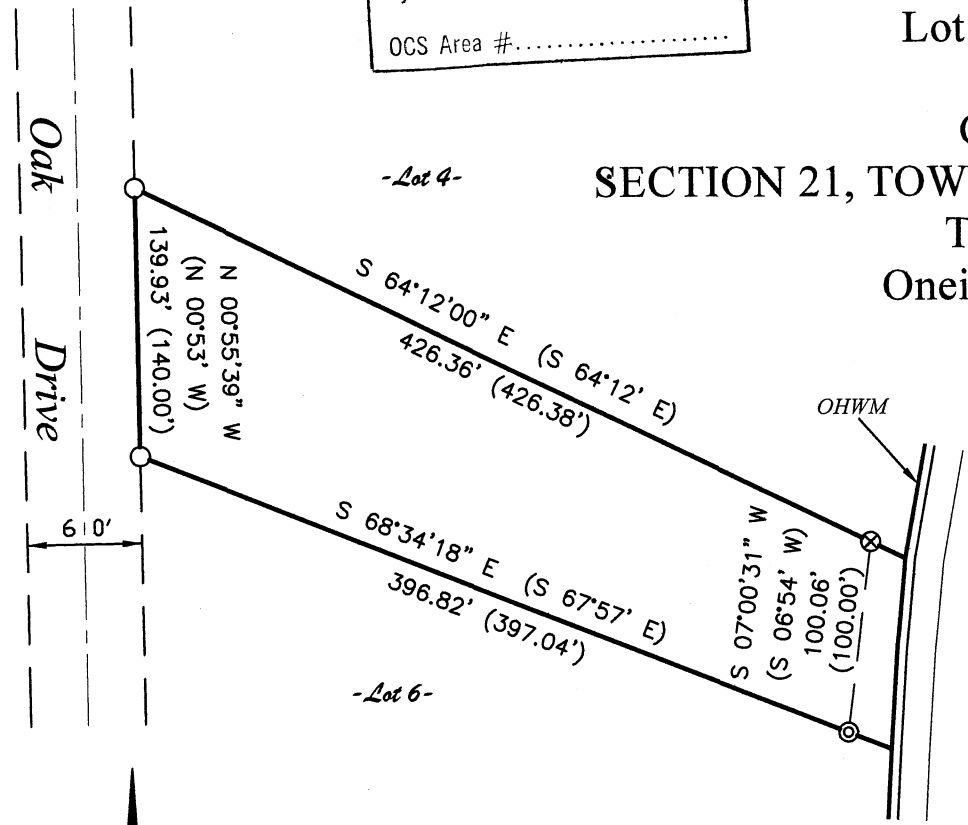 OCS Area #......................
Lot
SECTION 21, TOW
T
Onei
Oak Drive
-Lot 4-
S 64°12'00" E (S 64°12' E)
426.36' (426.38')
N 00°55'39" W
(N 00°53' W)
139.93' (140.00')
OHWM
60'
S 68°34'18" E (S 67°57' E)
396.82' (397.04')
S 07°00'31" W
(S 06°54' W)
100.06'
(100.00')
-Lot 6-